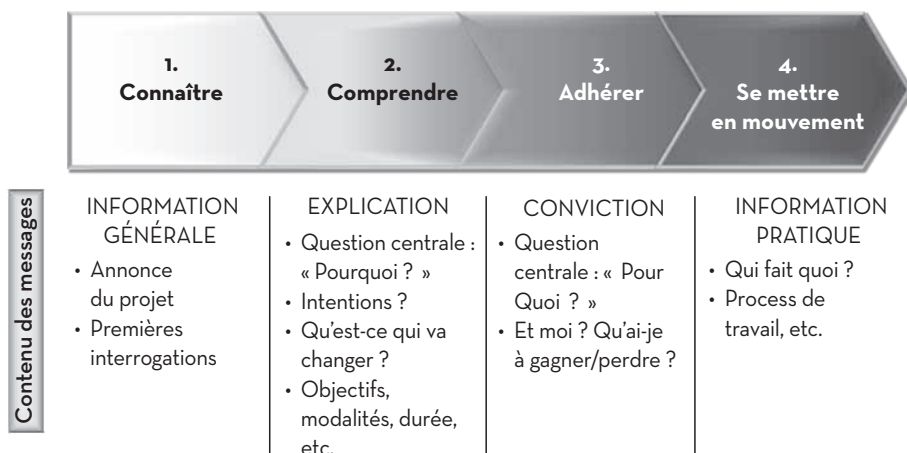 1.
Connaître
2.
Comprendre
3.
Adhérer
4.
Se mettre
en mouvement
Contenu des messages
INFORMATION
GÉNÉRALE
• Annonce
du projet
• Premières
interrogations
EXPLICATION
• Question centrale :
« Pourquoi ? »
• Intentions ?
• Qu'est-ce qui va
changer ?
• Objectifs,
modalités, durée,
etc.
CONVICTION
• Question
centrale : « Pour
Quoi ? »
• Et moi ? Qu'ai-je
à gagner/perdre ?
INFORMATION
PRATIQUE
• Qui fait quoi ?
• Process de
travail, etc.